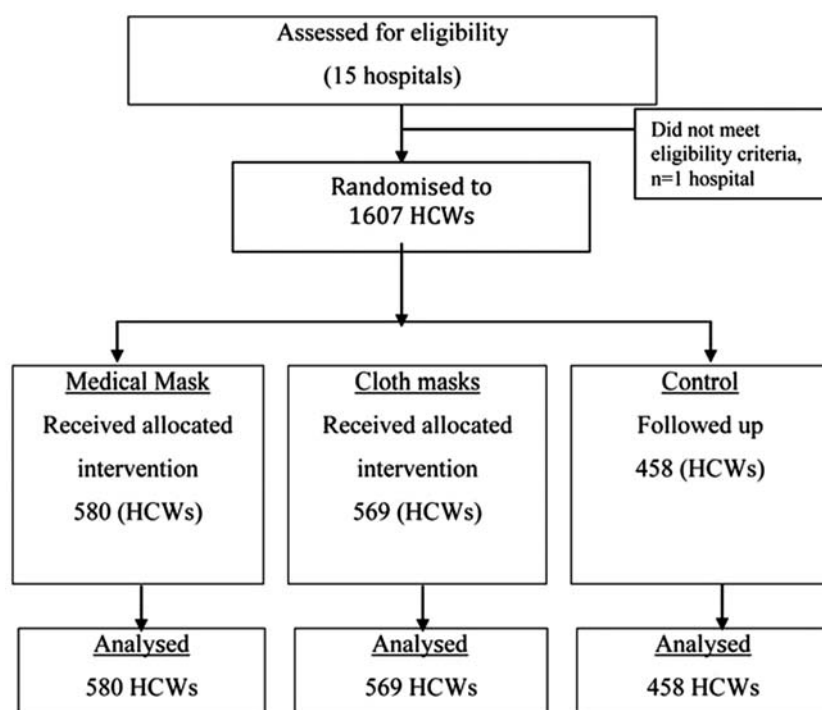 Assessed for eligibility
(15 hospitals)
Did not meet
eligibility criteria,
n=1 hospital
Randomised to
1607 HCWs
Medical Mask
Received allocated
intervention
580 (HCWs)
Cloth masks
Received allocated
intervention
569 (HCWs)
Control
Followed up
458 (HCWs)
Analysed
580 HCWs
Analysed
569 HCWs
Analysed
458 HCWs